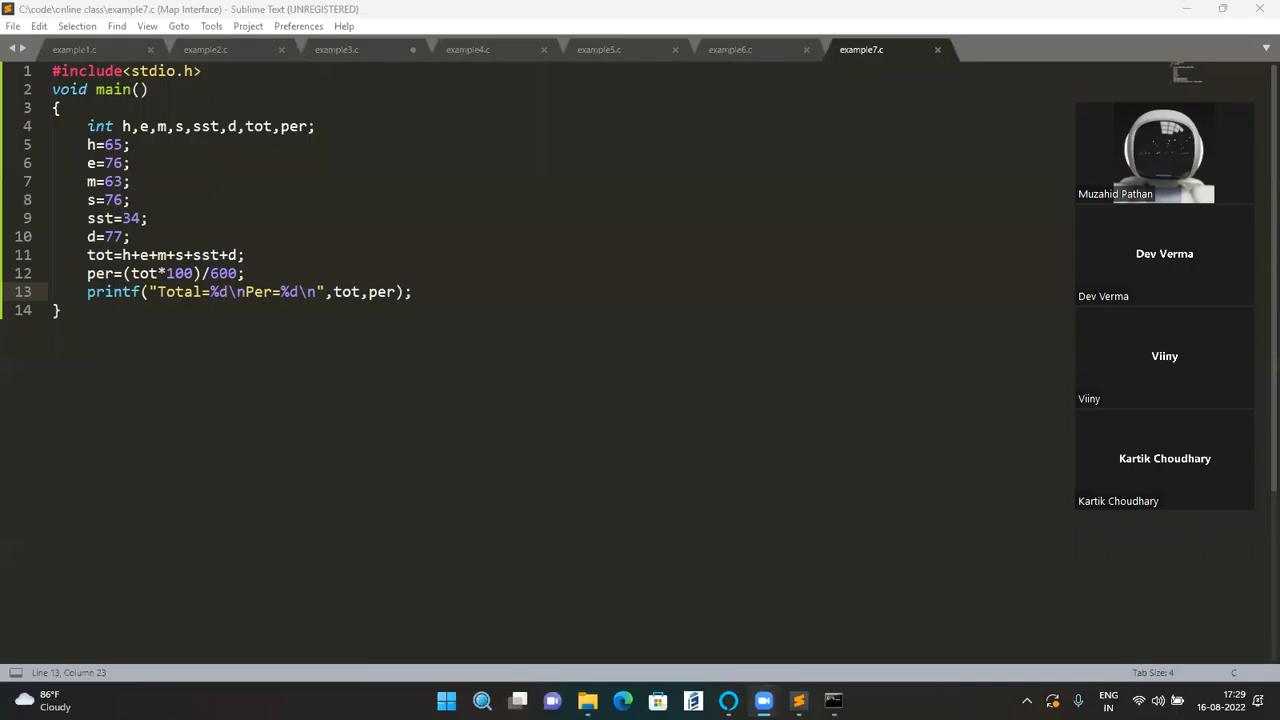 C:\code\online class\example7.c (Map Interface) - Sublime Text (UNREGISTERED)
File Edit Selection Find View Goto Tools Project Preferences Help
example1.c example2.c example3.c example4.c example5.c example6.c example7.c
1 #include<stdio.h>
2 void main()
3 {
4 int h,e,m,s,sst,d,tot,per;
5 h=65;
6 e=76;
7 m=63;
8 s=76;
9 sst=34;
10 d=77;
11 tot=h+e+m+s+sst+d;
12 per=(tot*100)/600;
13 printf("Total=%d\nPer=%d\n",tot,per);
14 }
Muzahid Pathan
Dev Verma
Dev Verma
Viiny
Viiny
Kartik Choudhary
Kartik Choudhary
Line 13, Column 23
Tab Size: 4
C
86°F
Cloudy
ENG
IN
17:29
16-08-2022